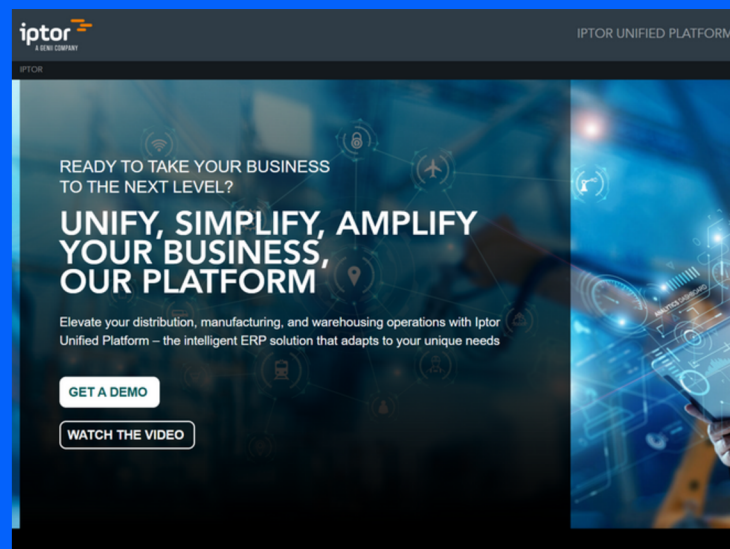 iptor
A GENII COMPANY
IPTOR UNIFIED PLATFORM
IPTOR
READY TO TAKE YOUR BUSINESS
TO THE NEXT LEVEL?
UNIFY, SIMPLIFY, AMPLIFY
YOUR BUSINESS,
OUR PLATFORM
Elevate your distribution, manufacturing, and warehousing operations with Iptor
Unified Platform – the intelligent ERP solution that adapts to your unique needs
ANALYTICS DASHBOARD
GET A DEMO
WATCH THE VIDEO